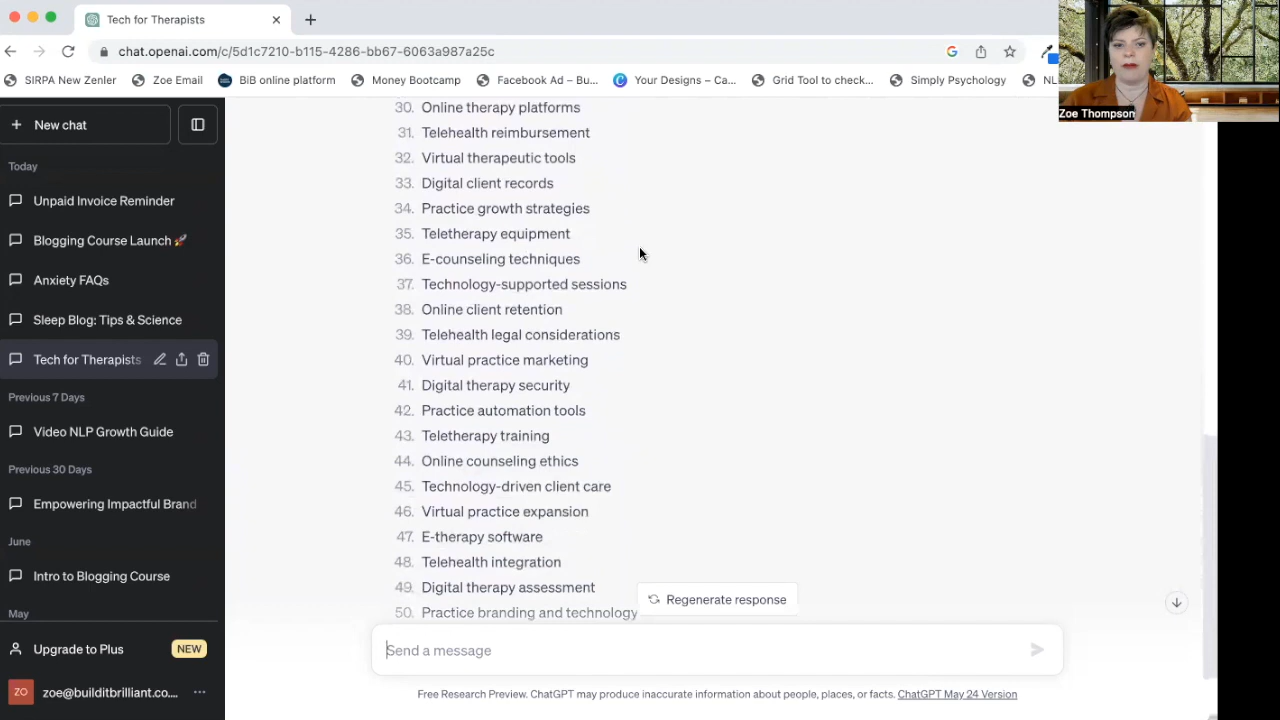 Tech for Therapists
chat.openai.com/c/5d1c7210-b115-4286-bb67-6063a987a25c
SIRPA New Zenler
Zoe Email
BiB online platform
Money Bootcamp
Facebook Ad – Bu...
Your Designs – Ca...
Grid Tool to check...
Simply Psychology
NL
Zoe Thompson
New chat
Today
Unpaid Invoice Reminder
Blogging Course Launch 🚀
Anxiety FAQs
Sleep Blog: Tips & Science
Tech for Therapists
Previous 7 Days
Video NLP Growth Guide
Previous 30 Days
Empowering Impactful Brand
June
Intro to Blogging Course
May
Upgrade to Plus
NEW
ZO
zoe@builditbrilliant.co....
30. Online therapy platforms
31. Telehealth reimbursement
32. Virtual therapeutic tools
33. Digital client records
34. Practice growth strategies
35. Teletherapy equipment
36. E-counseling techniques
37. Technology-supported sessions
38. Online client retention
39. Telehealth legal considerations
40. Virtual practice marketing
41. Digital therapy security
42. Practice automation tools
43. Teletherapy training
44. Online counseling ethics
45. Technology-driven client care
46. Virtual practice expansion
47. E-therapy software
48. Telehealth integration
49. Digital therapy assessment
50. Practice branding and technology
Regenerate response
Send a message
Free Research Preview. ChatGPT may produce inaccurate information about people, places, or facts. ChatGPT May 24 Version